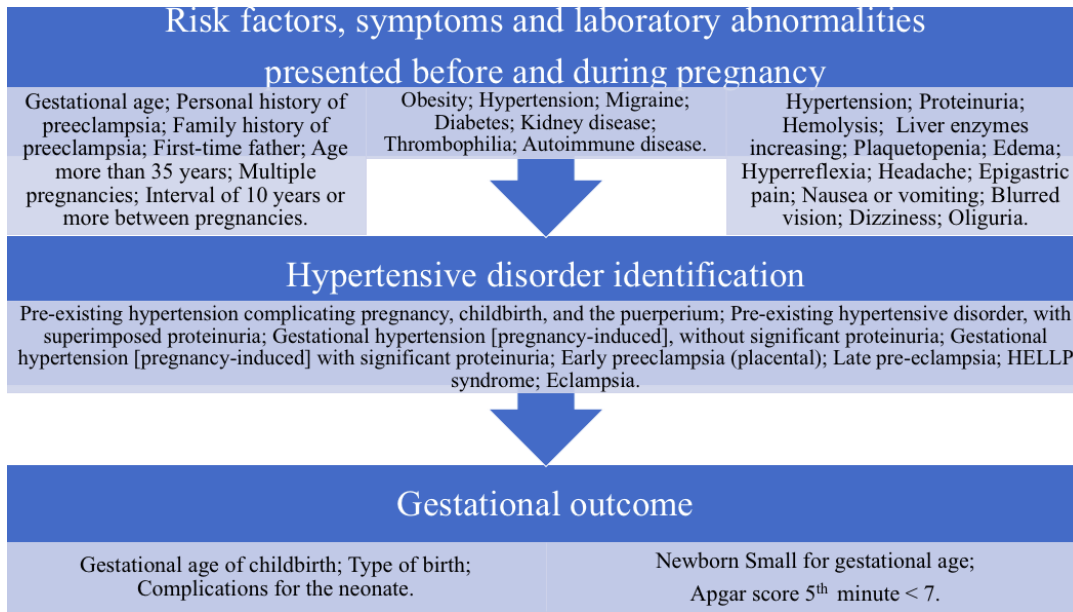 Risk factors, symptoms and laboratory abnormalities
presented before and during pregnancy
Gestational age; Personal history of
preeclampsia; Family history of
preeclampsia; First-time father; Age
more than 35 years; Multiple
pregnancies; Interval of 10 years or
more between pregnancies.
Obesity; Hypertension; Migraine;
Diabetes; Kidney disease;
Thrombophilia; Autoimmune disease.
Hypertension; Proteinuria;
Hemolysis; Liver enzymes
increasing; Plaquetopenia; Edema;
Hyperreflexia; Headache; Epigastric
pain; Nausea or vomiting; Blurred
vision; Dizziness; Oliguria.
Hypertensive disorder identification
Pre-existing hypertension complicating pregnancy, childbirth, and the puerperium; Pre-existing hypertensive disorder, with
superimposed proteinuria; Gestational hypertension [pregnancy-induced], without significant proteinuria; Gestational
hypertension [pregnancy-induced] with significant proteinuria; Early preeclampsia (placental); Late pre-eclampsia; HELLP
syndrome; Eclampsia.
Gestational outcome
Gestational age of childbirth; Type of birth;
Complications for the neonate.
Newborn Small for gestational age;
Apgar score 5th minute < 7.